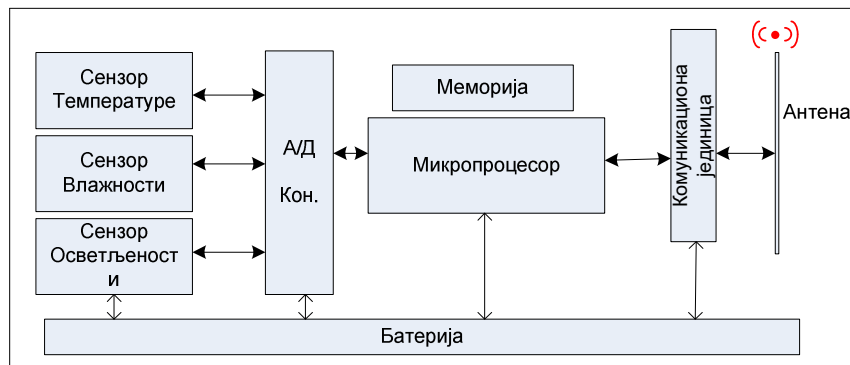 Сензор
Температуре
Сензор
Влажности
Сензор
Осветљеност
и
А/Д
Кон.
Меморија
Микропроцесор
Комуникациона
јединица
Антена
Батерија